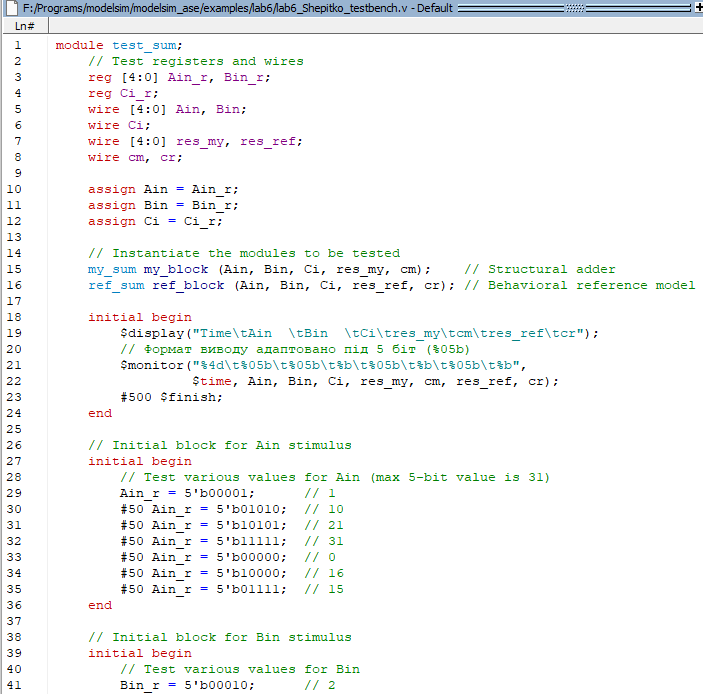 F:/Programs/modelsim/modelsim_ase/examples/lab6/lab6_Shepitko_testbench.v - Default
Ln#
1 module test_sum;
2 // Test registers and wires
3 reg [4:0] Ain_r, Bin_r;
4 reg Ci_r;
5 wire [4:0] Ain, Bin;
6 wire Ci;
7 wire [4:0] res_my, res_ref;
8 wire cm, cr;
9
10 assign Ain = Ain_r;
11 assign Bin = Bin_r;
12 assign Ci = Ci_r;
13
14 // Instantiate the modules to be tested
15 my_sum my_block (Ain, Bin, Ci, res_my, cm); // Structural adder
16 ref_sum ref_block (Ain, Bin, Ci, res_ref, cr); // Behavioral reference model
17
18 initial begin
19 $display("Time\tAin \tBin \tCi\tres_my\tcm\tres_ref\tcr");
20 // Формат виводу адаптовано під 5 біт (%05b)
21 $monitor("%4d\t%05b\t%05b\t%b\t%05b\t%b\t%05b\t%b",
22 $time, Ain, Bin, Ci, res_my, cm, res_ref, cr);
23 #500 $finish;
24 end
25
26 // Initial block for Ain stimulus
27 initial begin
28 // Test various values for Ain (max 5-bit value is 31)
29 Ain_r = 5'b00001; // 1
30 #50 Ain_r = 5'b01010; // 10
31 #50 Ain_r = 5'b10101; // 21
32 #50 Ain_r = 5'b11111; // 31
33 #50 Ain_r = 5'b00000; // 0
34 #50 Ain_r = 5'b10000; // 16
35 #50 Ain_r = 5'b01111; // 15
36 end
37
38 // Initial block for Bin stimulus
39 initial begin
40 // Test various values for Bin
41 Bin_r = 5'b00010; // 2